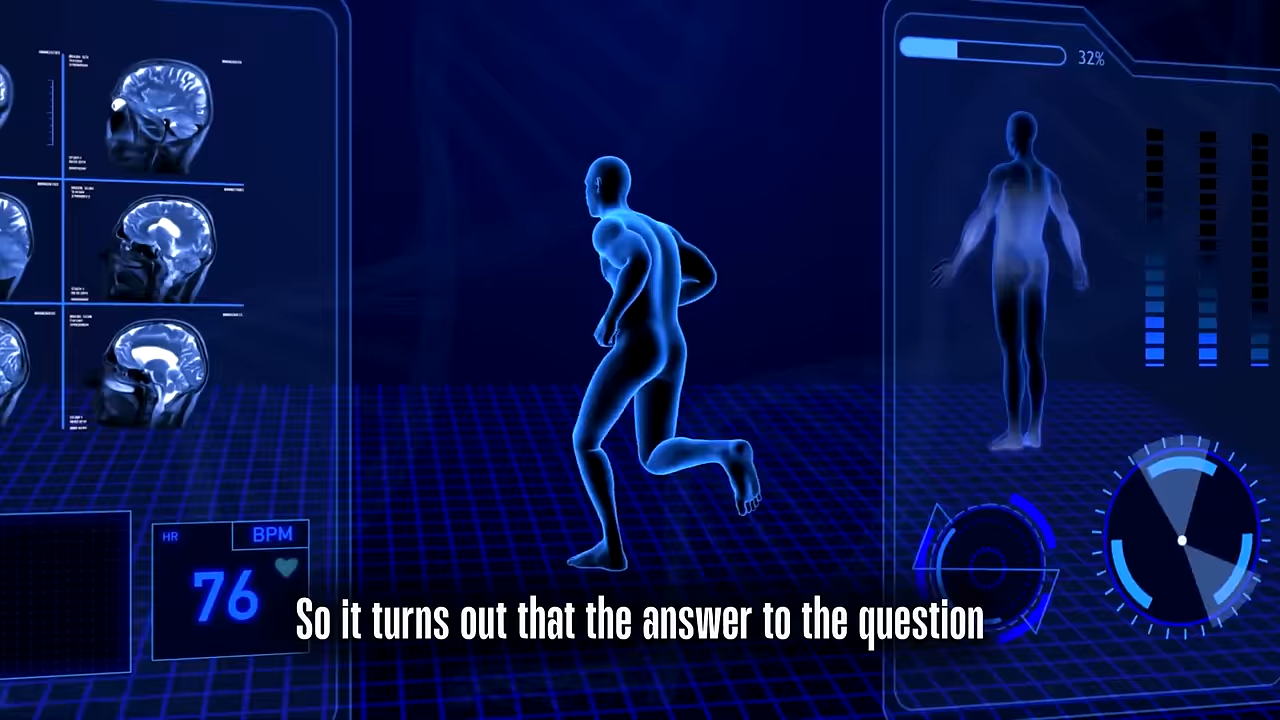 32%
HR
BPM
76
So it turns out that the answer to the question